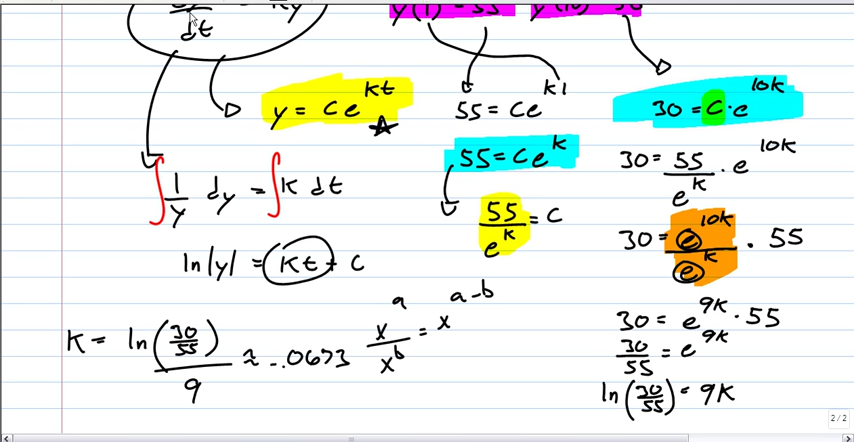 dy/dt = ky
y(1) = 55 y(10) = 30
y = Ce^{kt}
55 = Ce^{k1}
30 = C · e^{10k}
55 = Ce^{k}
30 = 55/e^{k} · e^{10k}
∫ 1/y dy = ∫ k dt
55/e^{k} = C
30 = e^{10k}/e^{k} · 55
ln|y| = kt + C
x^{a}/x^{b} = x^{a-b}
30 = e^{9k} · 55
K = ln(30/55)/9 ≈ -.0673
30/55 = e^{9k}
ln(30/55) = 9k
2/2